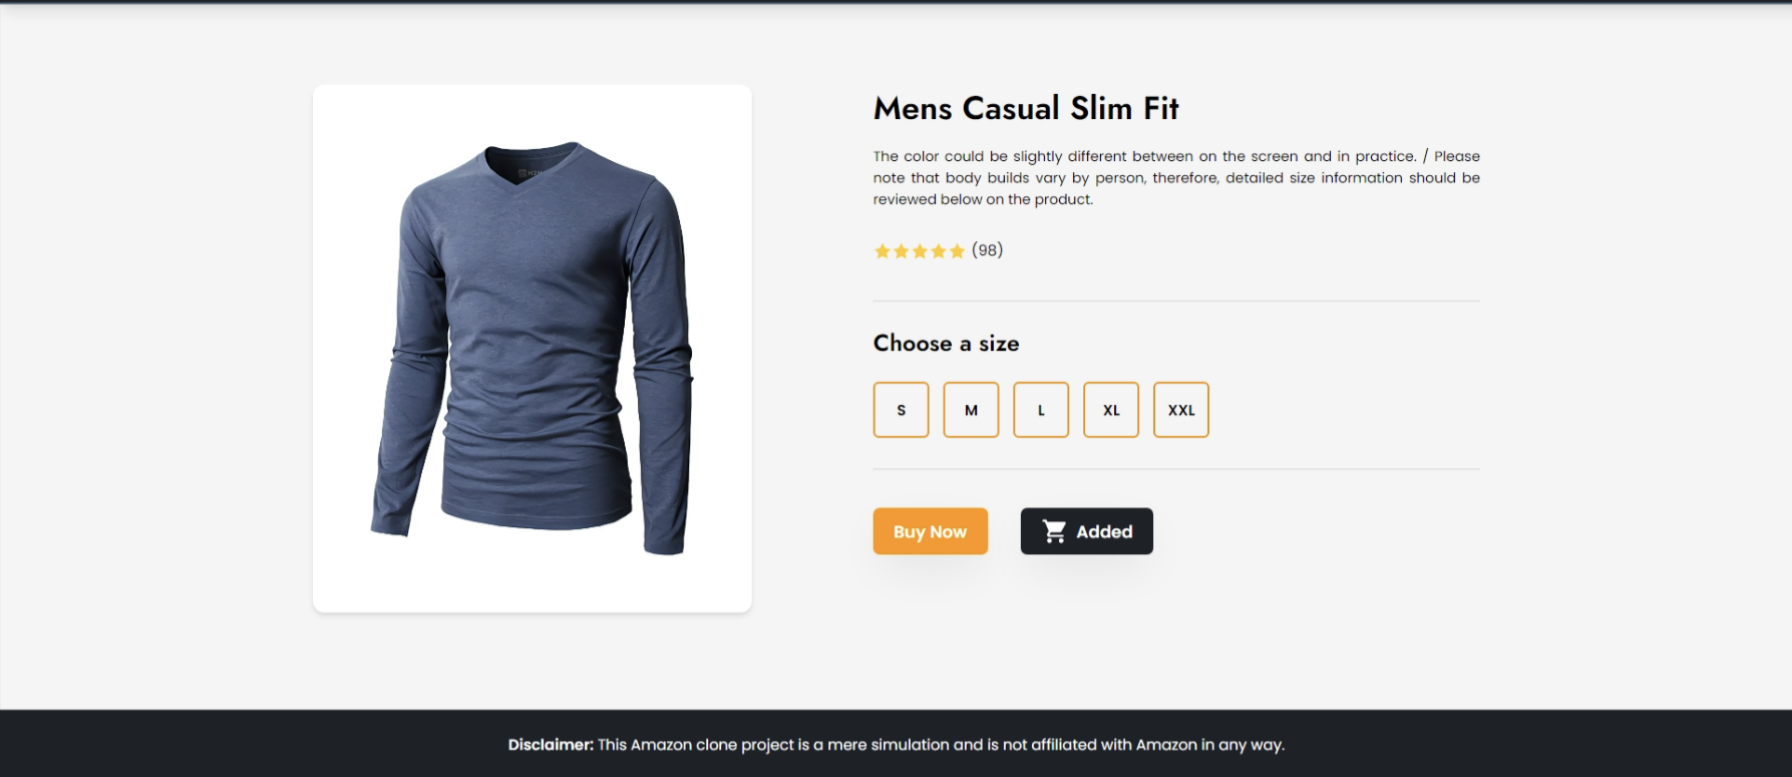 Mens Casual Slim Fit
The color could be slightly different between on the screen and in practice. / Please
note that body builds vary by person, therefore, detailed size information should be
reviewed below on the product.
(98)
Choose a size
S M L XL XXL
Buy Now Added
Disclaimer: This Amazon clone project is a mere simulation and is not affiliated with Amazon in any way.